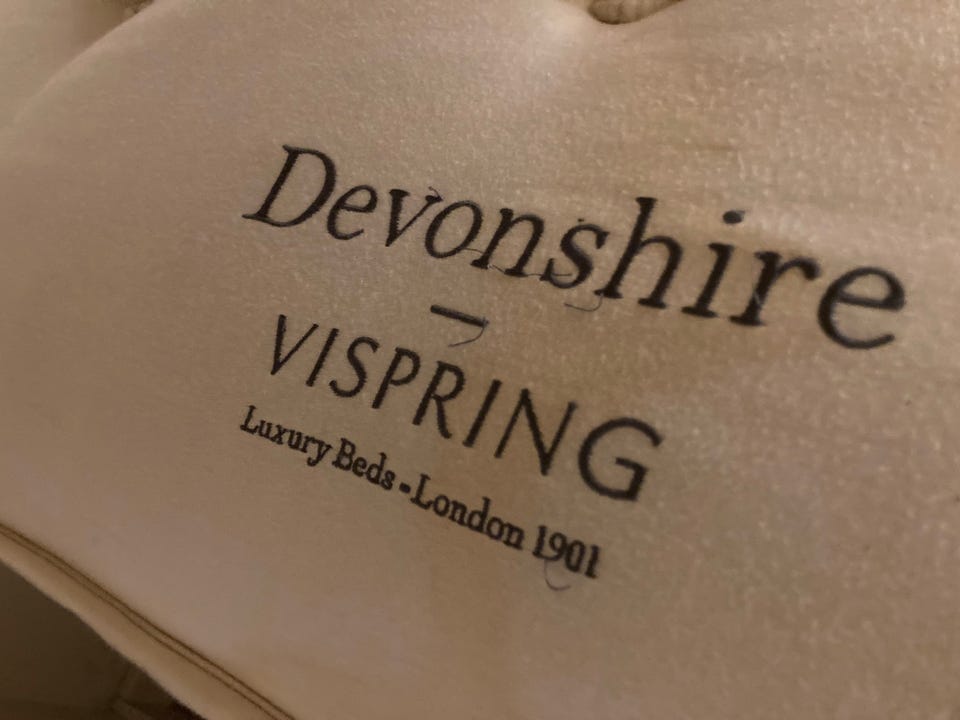 Devonshire
VISPRING
Luxury Beds - London 1901